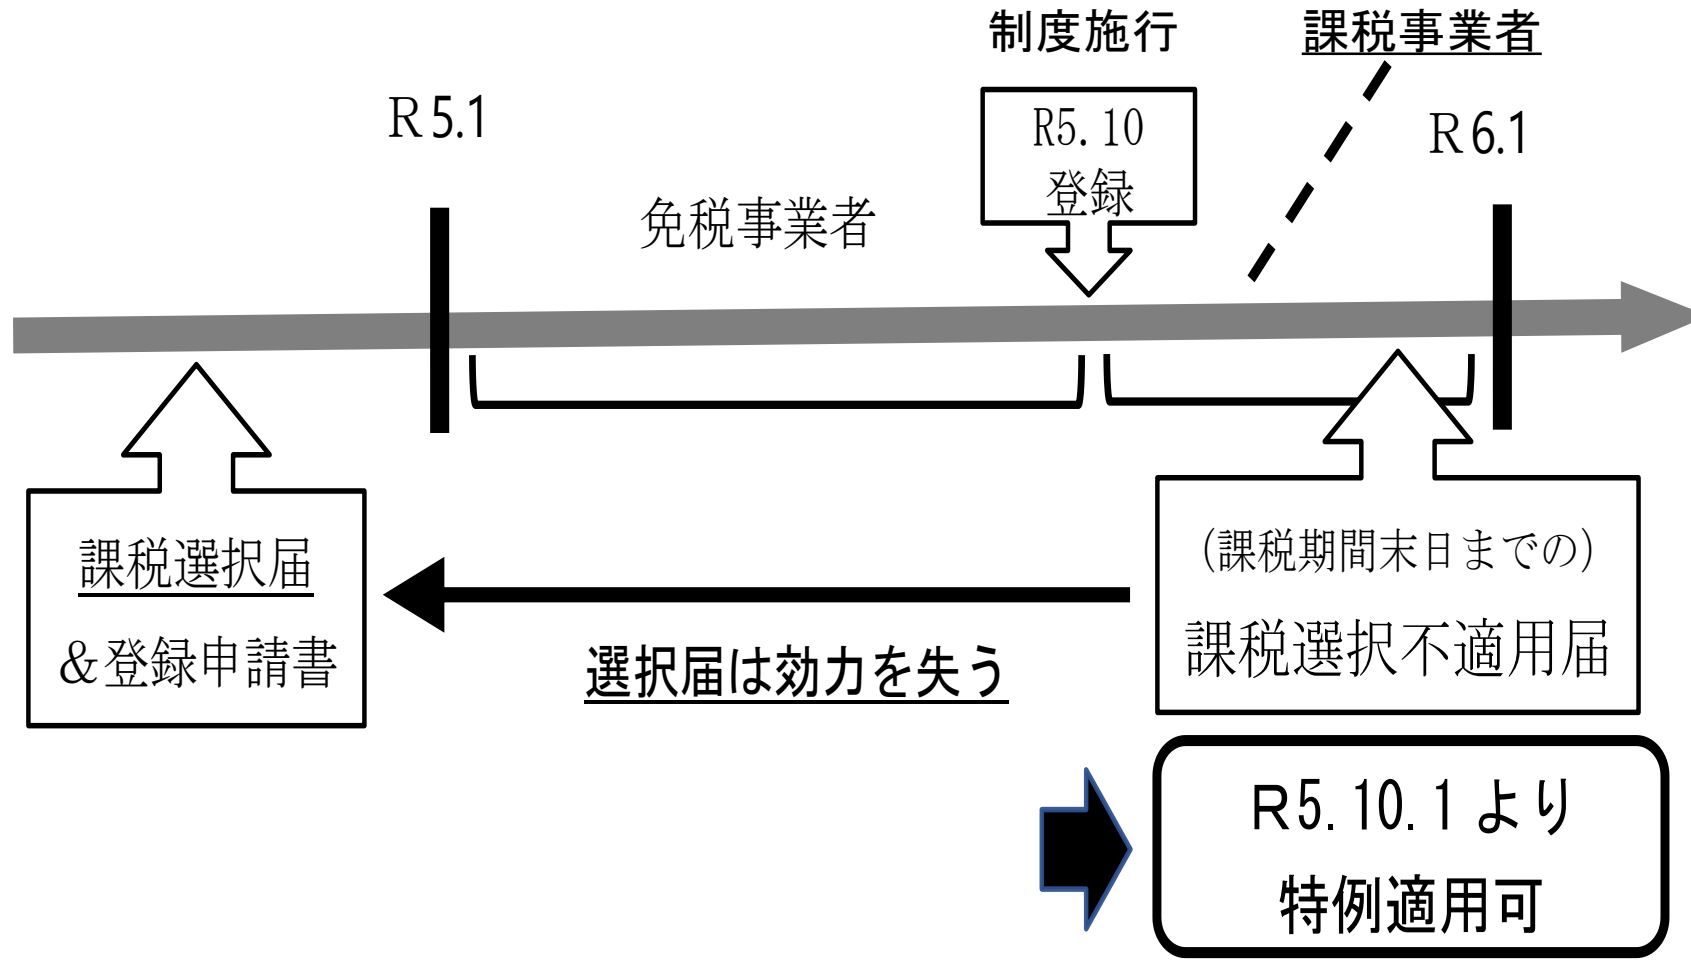 制度施行
課税事業者
Ｒ5.1
R5.10
登録
Ｒ6.1
免税事業者
課税選択届
＆登録申請書
選択届は効力を失う
（課税期間末日までの）
課税選択不適用届
Ｒ5.10.1より
特例適用可